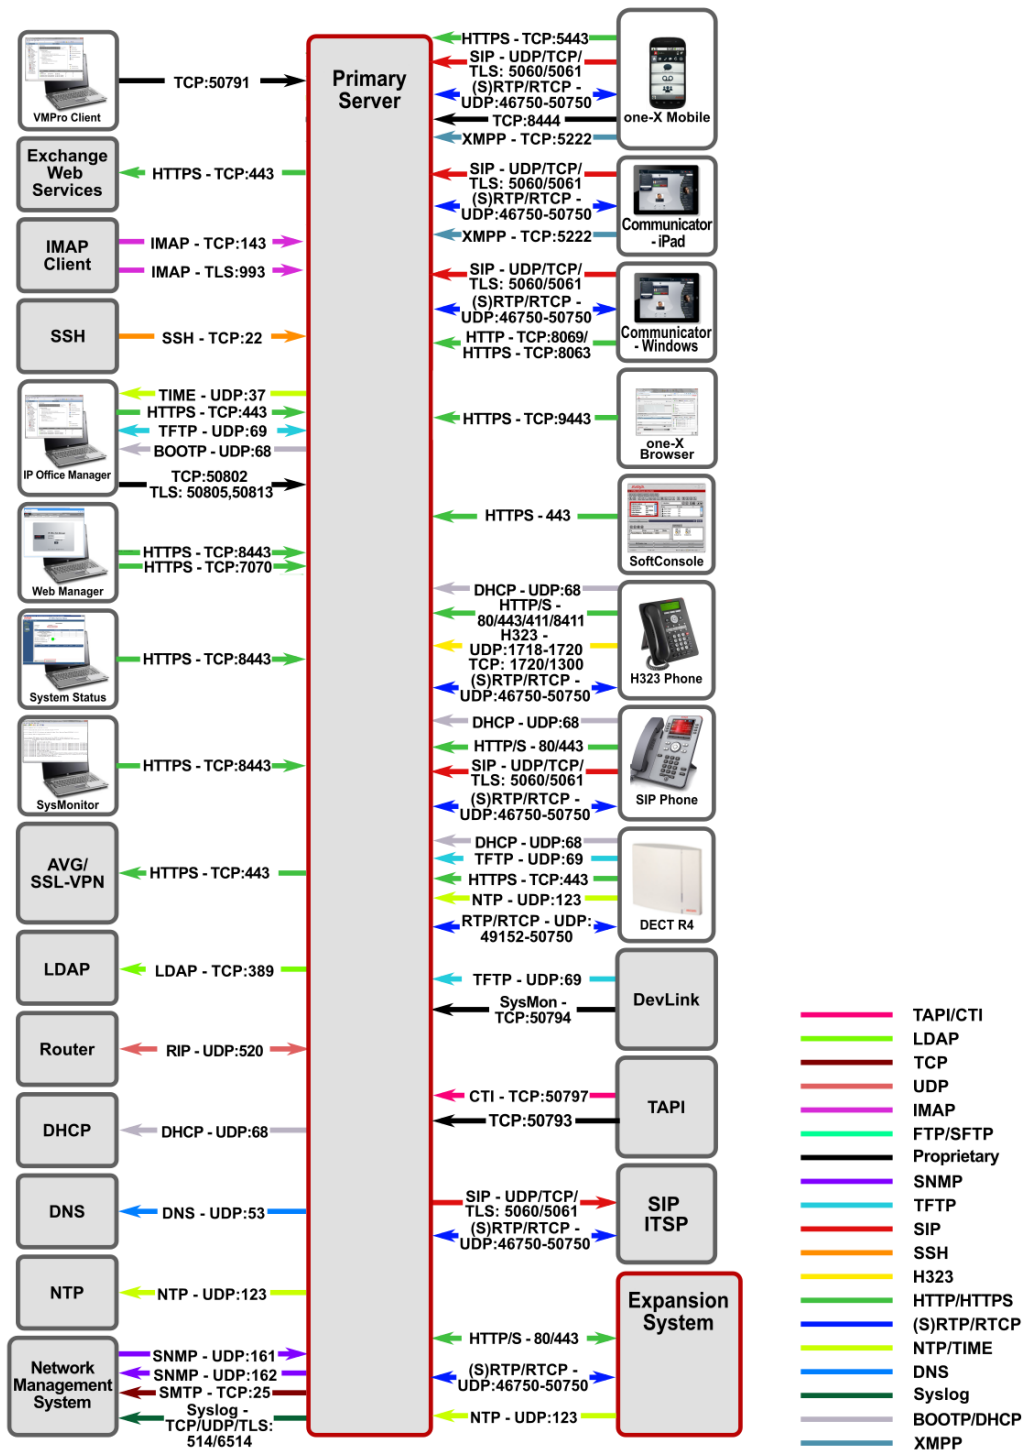 Primary
Server
VMPro Client
TCP:50791
Exchange
Web
Services
HTTPS - TCP:443
IMAP
Client
IMAP - TCP:143
IMAP - TLS:993
SSH
SSH - TCP:22
IP Office Manager
TIME - UDP:37
HTTPS - TCP:443
TFTP - UDP:69
BOOTP - UDP:68
TCP:50802
TLS: 50805,50813
Web Manager
HTTPS - TCP:8443
HTTPS - TCP:7070
System Status
HTTPS - TCP:8443
SysMonitor
HTTPS - TCP:8443
AVG/
SSL-VPN
HTTPS - TCP:443
LDAP
LDAP - TCP:389
Router
RIP - UDP:520
DHCP
DHCP - UDP:68
DNS
DNS - UDP:53
NTP
NTP - UDP:123
Network
Management
System
SNMP - UDP:161
SNMP - UDP:162
SMTP - TCP:25
Syslog -
TCP/UDP/TLS:
514/6514
HTTPS - TCP:5443
SIP - UDP/TCP/
TLS: 5060/5061
(S)RTP/RTCP -
UDP:46750-50750
TCP:8444
XMPP - TCP:5222
one-X Mobile
SIP - UDP/TCP/
TLS: 5060/5061
(S)RTP/RTCP -
UDP:46750-50750
XMPP - TCP:5222
Communicator
- iPad
SIP - UDP/TCP/
TLS: 5060/5061
(S)RTP/RTCP -
UDP:46750-50750
HTTP - TCP:8069/
HTTPS - TCP:8063
Communicator
- Windows
HTTPS - TCP:9443
one-X
Browser
HTTPS - 443
SoftConsole
DHCP - UDP:68
HTTP/S -
80/443/411/8411
H323 -
UDP:1718-1720
TCP: 1720/1300
(S)RTP/RTCP -
UDP:46750-50750
H323 Phone
DHCP - UDP:68
HTTP/S - 80/443
SIP - UDP/TCP/
TLS: 5060/5061
(S)RTP/RTCP -
UDP:46750-50750
SIP Phone
DHCP - UDP:68
TFTP - UDP:69
HTTPS - TCP:443
NTP - UDP:123
RTP/RTCP - UDP:
49152-50750
DECT R4
TFTP - UDP:69
SysMon -
TCP:50794
DevLink
CTI - TCP:50797
TCP:50793
TAPI
SIP - UDP/TCP/
TLS: 5060/5061
(S)RTP/RTCP -
UDP:46750-50750
SIP
ITSP
Expansion
System
HTTP/S - 80/443
(S)RTP/RTCP -
UDP:46750-50750
NTP - UDP:123
TAPI/CTI
LDAP
TCP
UDP
IMAP
FTP/SFTP
Proprietary
SNMP
TFTP
SIP
SSH
H323
HTTP/HTTPS
(S)RTP/RTCP
NTP/TIME
DNS
Syslog
BOOTP/DHCP
XMPP